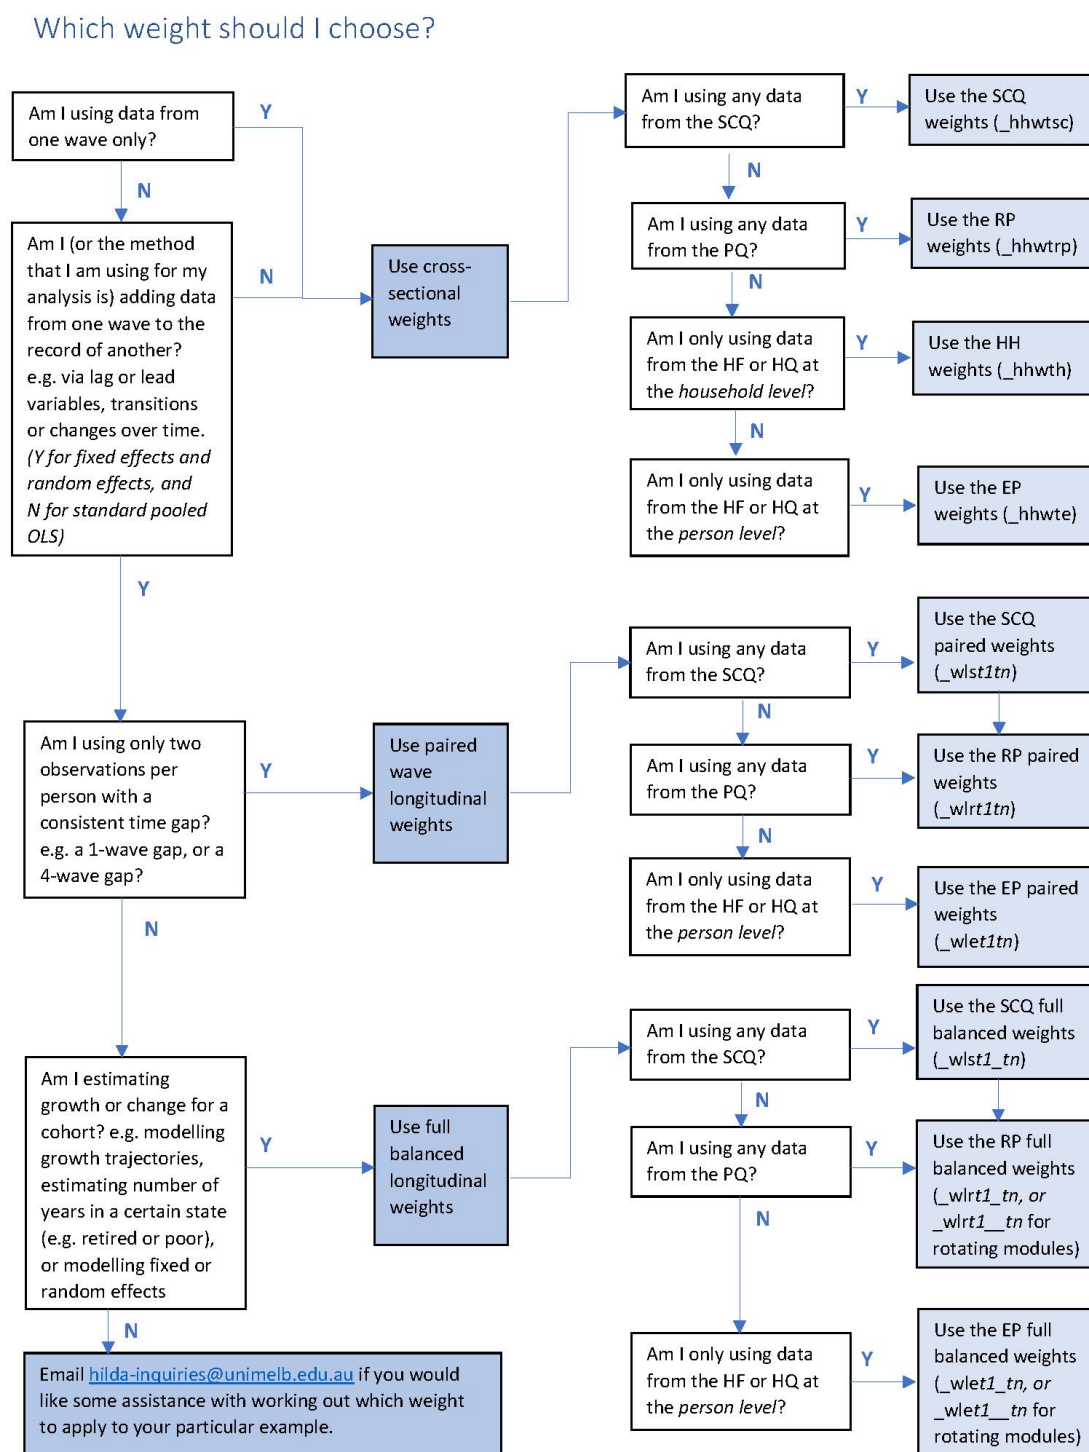 Which weight should I choose?
Am I using data from
one wave only?
Y
N
Am I (or the method
that I am using for my
analysis is) adding data
from one wave to the
record of another?
e.g. via lag or lead
variables, transitions
or changes over time.
(Y for fixed effects and
random effects, and
N for standard pooled
OLS)
N
Y
Use cross-
sectional
weights
Am I using any data
from the SCQ?
Y
Use the SCQ
weights (_hhwtsc)
N
Am I using any data
from the PQ?
Y
Use the RP
weights (_hhwtrp)
N
Am I only using data
from the HF or HQ at
the household level?
Y
Use the HH
weights (_hhwth)
N
Am I only using data
from the HF or HQ at
the person level?
Y
Use the EP
weights (_hhwte)
Am I using only two
observations per
person with a
consistent time gap?
e.g. a 1-wave gap, or a
4-wave gap?
Y
N
Use paired
wave
longitudinal
weights
Am I using any data
from the SCQ?
Y
Use the SCQ
paired weights
(_wlst1tn)
N
Am I using any data
from the PQ?
Y
Use the RP paired
weights
(_wlrt1tn)
N
Am I only using data
from the HF or HQ at
the person level?
Y
Use the EP paired
weights
(_wlet1tn)
Am I estimating
growth or change for a
cohort? e.g. modelling
growth trajectories,
estimating number of
years in a certain state
(e.g. retired or poor),
or modelling fixed or
random effects
Y
N
Use full
balanced
longitudinal
weights
Am I using any data
from the SCQ?
Y
Use the SCQ full
balanced weights
(_wlst1_tn)
N
Am I using any data
from the PQ?
Y
Use the RP full
balanced weights
(_wlrt1_tn, or
_wlrt1__tn for
rotating modules)
N
Am I only using data
from the HF or HQ at
the person level?
Y
Use the EP full
balanced weights
(_wlet1_tn, or
_wlet1__tn for
rotating modules)
Email hilda-inquiries@unimelb.edu.au if you would
like some assistance with working out which weight
to apply to your particular example.